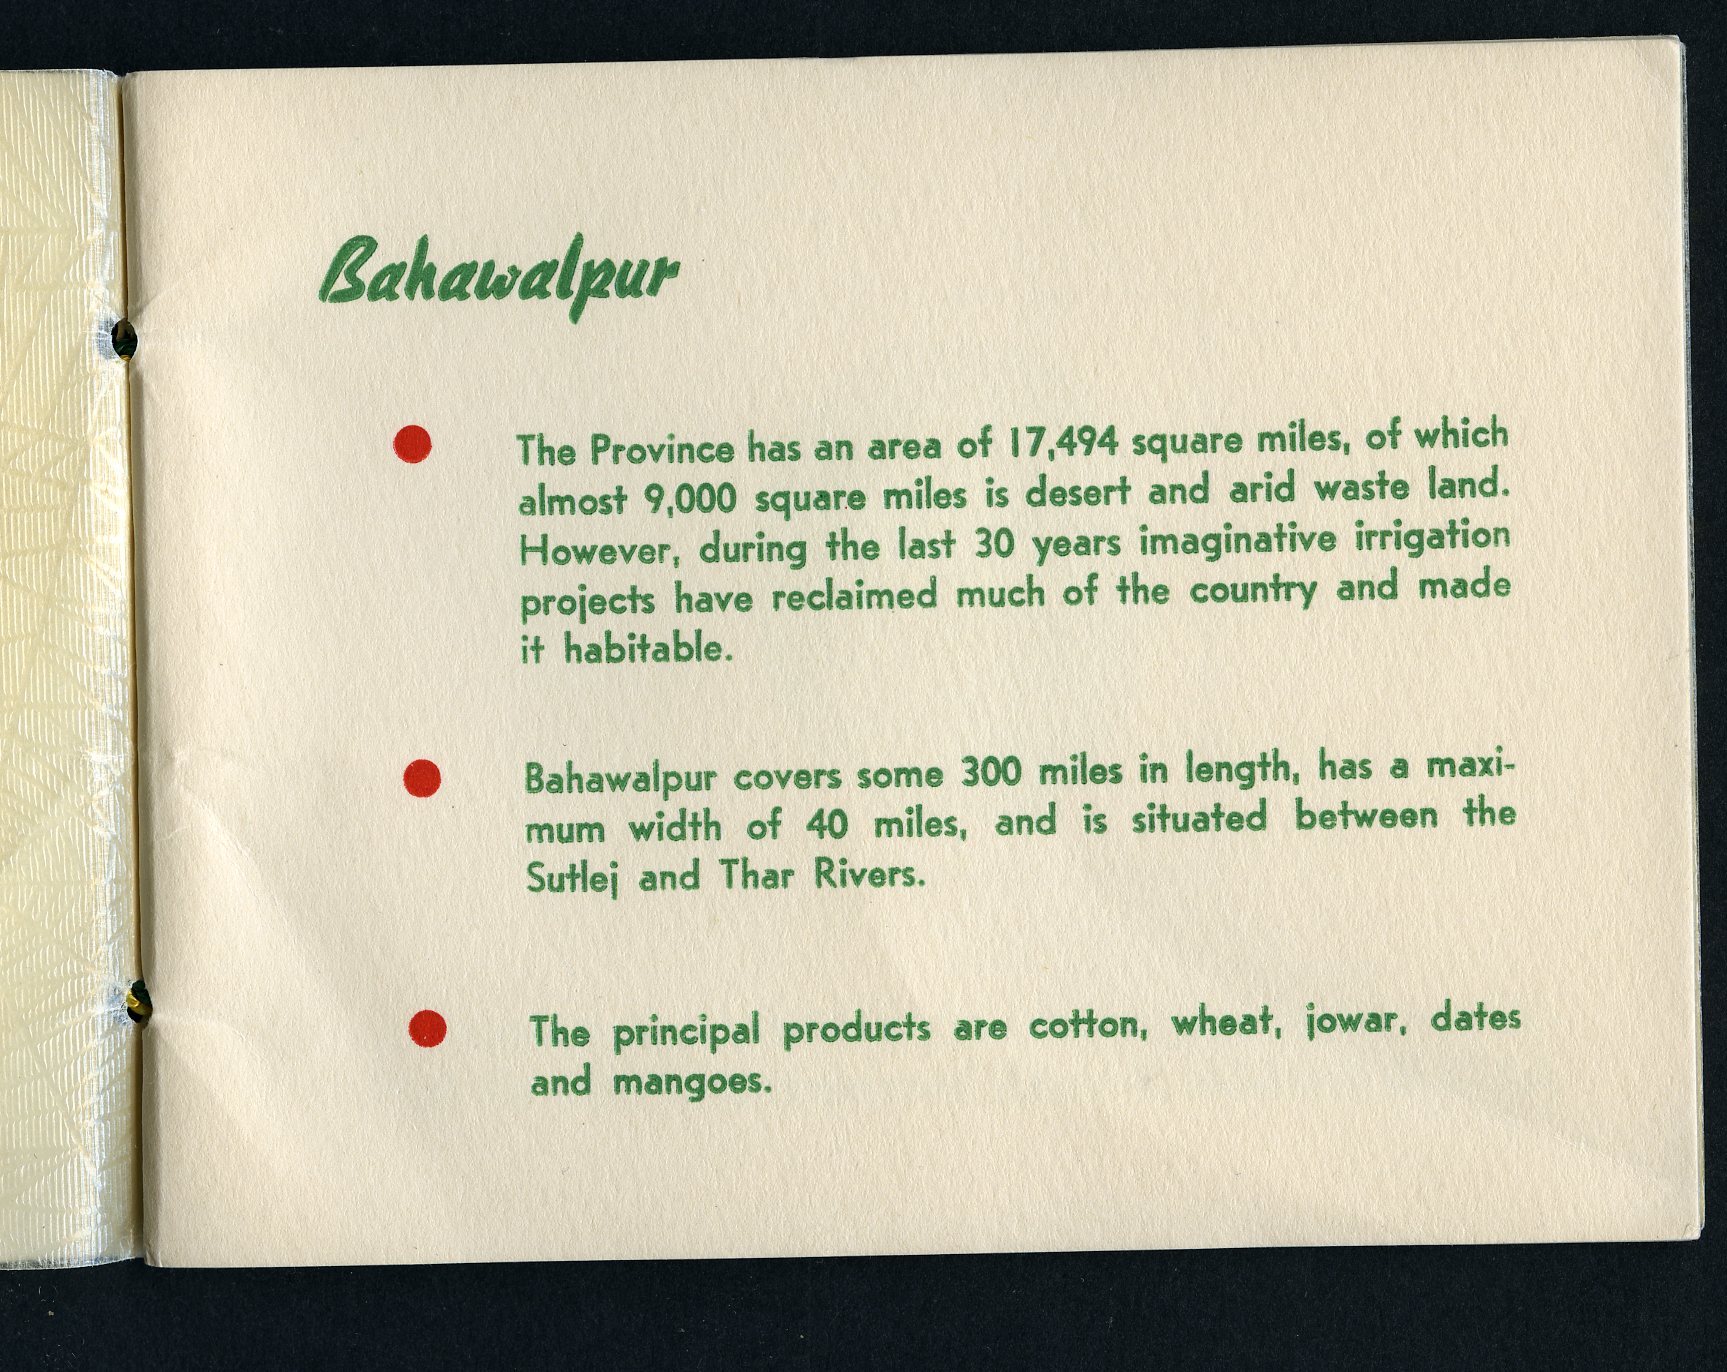 Bahawalpur
The Province has an area of 17,494 square miles, of which
almost 9,000 square miles is desert and arid waste land.
However, during the last 30 years imaginative irrigation
projects have reclaimed much of the country and made
it habitable.
Bahawalpur covers some 300 miles in length, has a maxi-
mum width of 40 miles, and is situated between the
Sutlej and Thar Rivers.
The principal products are cotton, wheat, jowar, dates
and mangoes.